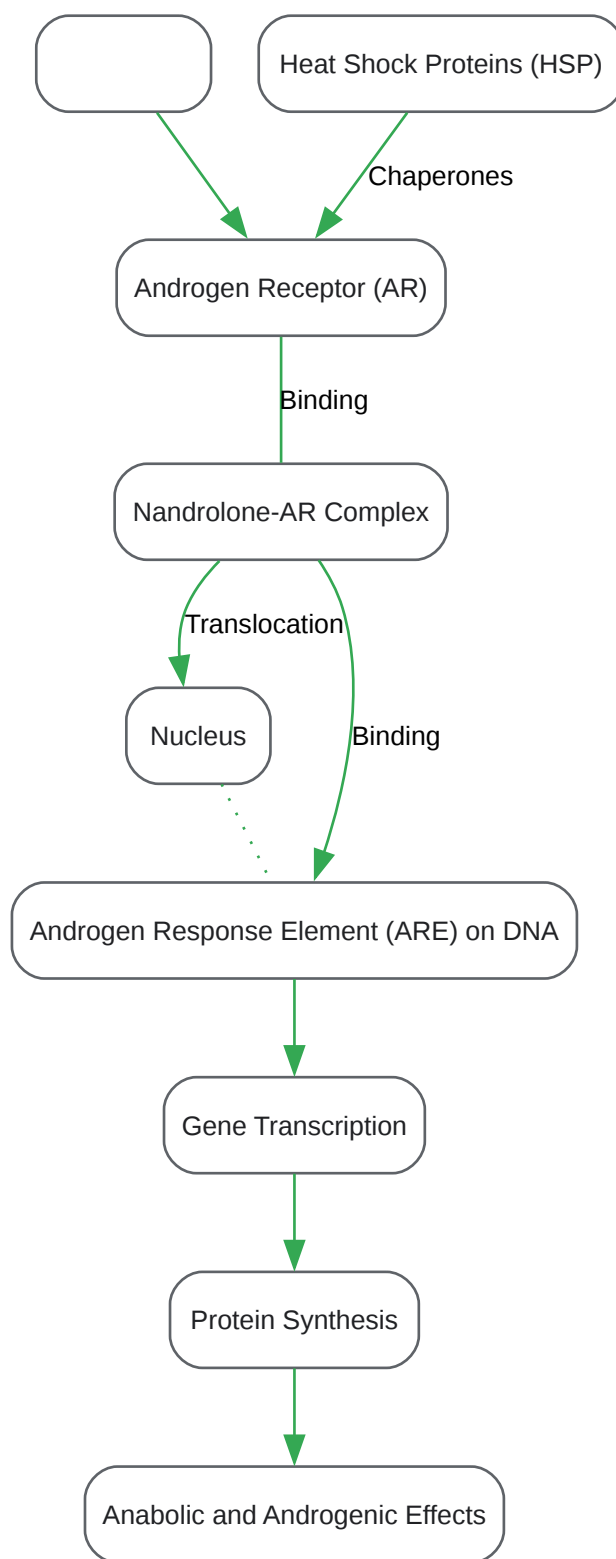 Heat Shock Proteins (HSP)
Chaperones
Androgen Receptor (AR)
Binding
Nandrolone-AR Complex
Translocation
Nucleus
Binding
Androgen Response Element (ARE) on DNA
Gene Transcription
Protein Synthesis
Anabolic and Androgenic Effects